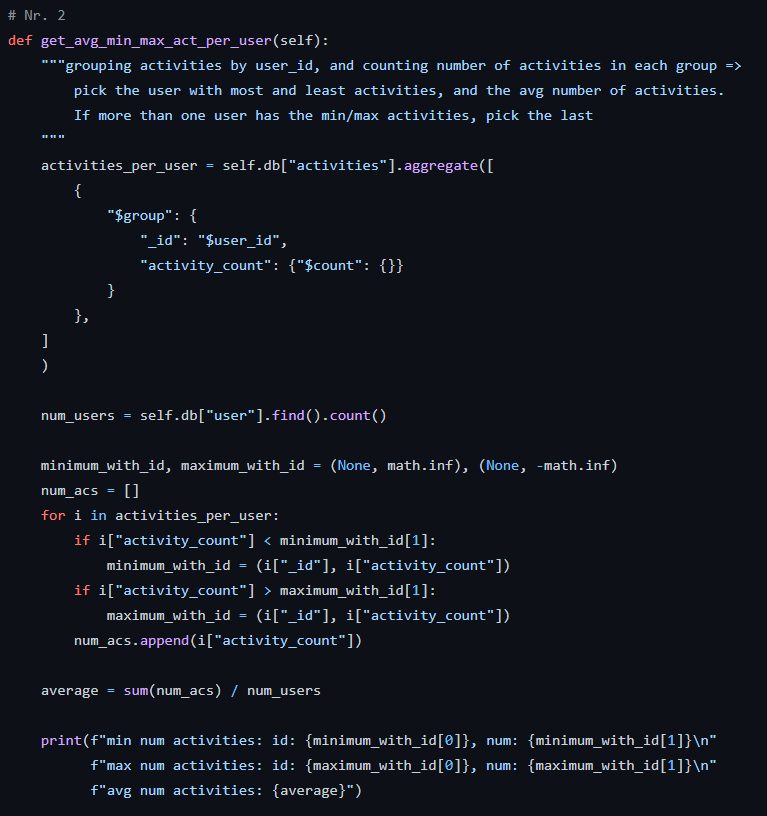 # Nr. 2
def get_avg_min_max_act_per_user(self):
    """grouping activities by user_id, and counting number of activities in each group =>
        pick the user with most and least activities, and the avg number of activities.
        If more than one user has the min/max activities, pick the last
    """
    activities_per_user = self.db["activities"].aggregate([
        {
            "$group": {
                "_id": "$user_id",
                "activity_count": {"$count": {}}
            }
        },
    ]
    )

    num_users = self.db["user"].find().count()

    minimum_with_id, maximum_with_id = (None, math.inf), (None, -math.inf)
    num_acs = []
    for i in activities_per_user:
        if i["activity_count"] < minimum_with_id[1]:
            minimum_with_id = (i["_id"], i["activity_count"])
        if i["activity_count"] > maximum_with_id[1]:
            maximum_with_id = (i["_id"], i["activity_count"])
        num_acs.append(i["activity_count"])

    average = sum(num_acs) / num_users

    print(f"min num activities: id: {minimum_with_id[0]}, num: {minimum_with_id[1]}\n"
          f"max num activities: id: {maximum_with_id[0]}, num: {maximum_with_id[1]}\n"
          f"avg num activities: {average}")